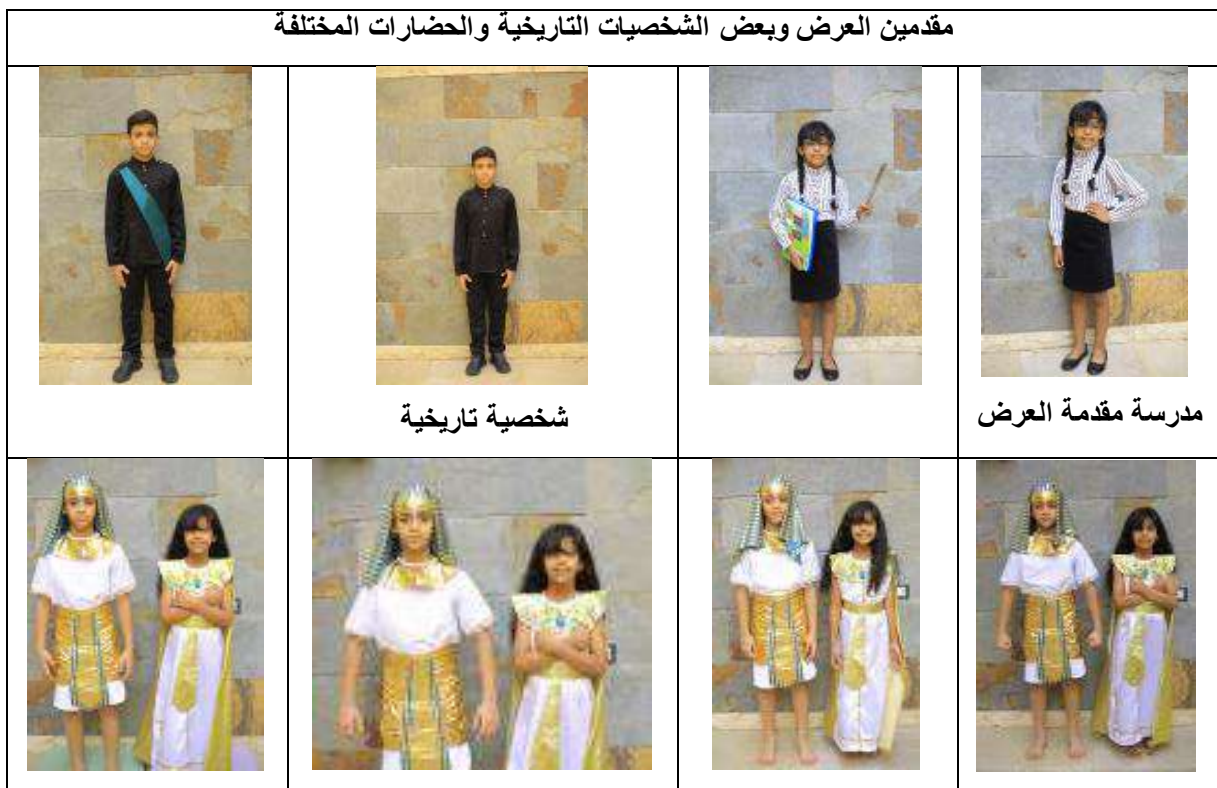 مقدمين العرض وبعض الشخصيات التاريخية والحضارات المختلفة
مدرسة مقدمة العرض
شخصية تاريخية